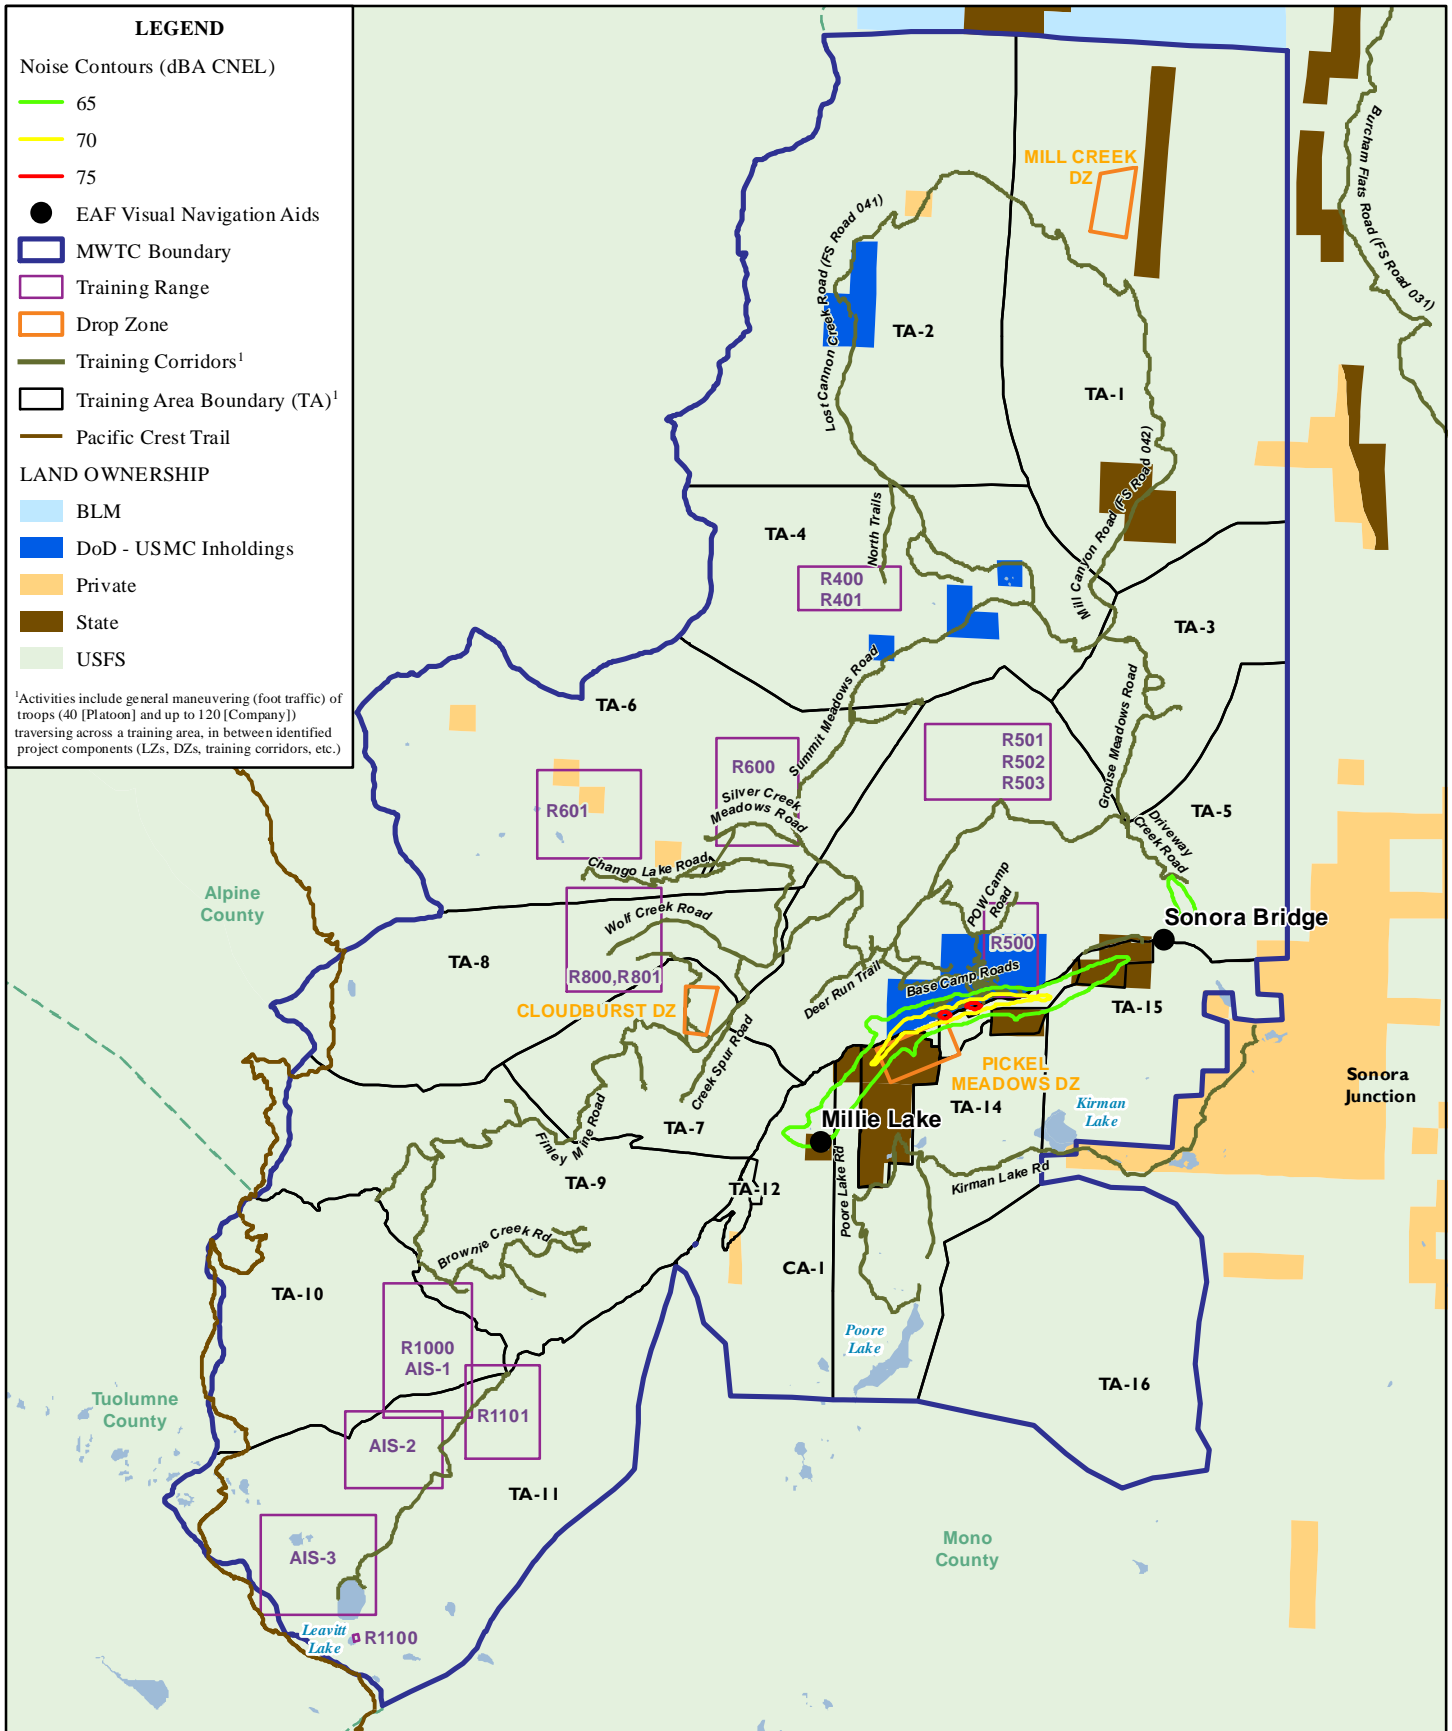 LEGEND
Noise Contours (dBA CNEL)
65
70
75
EAF Visual Navigation Aids
MWTC Boundary
Training Range
Drop Zone
Training Corridors1
Training Area Boundary (TA)1
Pacific Crest Trail
LAND OWNERSHIP
BLM
DoD - USMC Inholdings
Private
State
USFS
1Activities include general maneuvering (foot traffic) of
troops (40 [Platoon] and up to 120 [Company])
traversing across a training area, in between identified
project components (LZs, DZs, training corridors, etc.)
MILL CREEK
DZ
Burcham Flats Road (FS Road 031)
Lost Cannon Creek Road (FS Road 041)
TA-2
TA-1
Mill Canyon Road (FS Road 042)
North Trails
TA-4
R400
R401
TA-3
TA-6
Summit Meadows Road
Grouse Meadows Road
R501
R502
R503
R600
Silver Creek
Meadows Road
R601
TA-5
Driveway
Creek Road
Chango Lake Road
Alpine
County
Wolf Creek Road
POW Camp
Road
Sonora Bridge
R500
TA-8
R800,R801
Deer Run Trail
Base Camp Roads
CLOUDBURST DZ
TA-15
Creek Spur Road
PICKEL
MEADOWS DZ
Sonora
Junction
TA-14
Kirman
Lake
Millie Lake
Finley
Mine Road
TA-7
TA-9
TA-12
Poore Lake Rd
Kirman Lake Rd
Brownie Creek Rd
CA-1
TA-10
Poore
Lake
R1000
AIS-1
TA-16
Tuolumne
County
R1101
AIS-2
TA-11
AIS-3
Mono
County
Leavitt
Lake
R1100